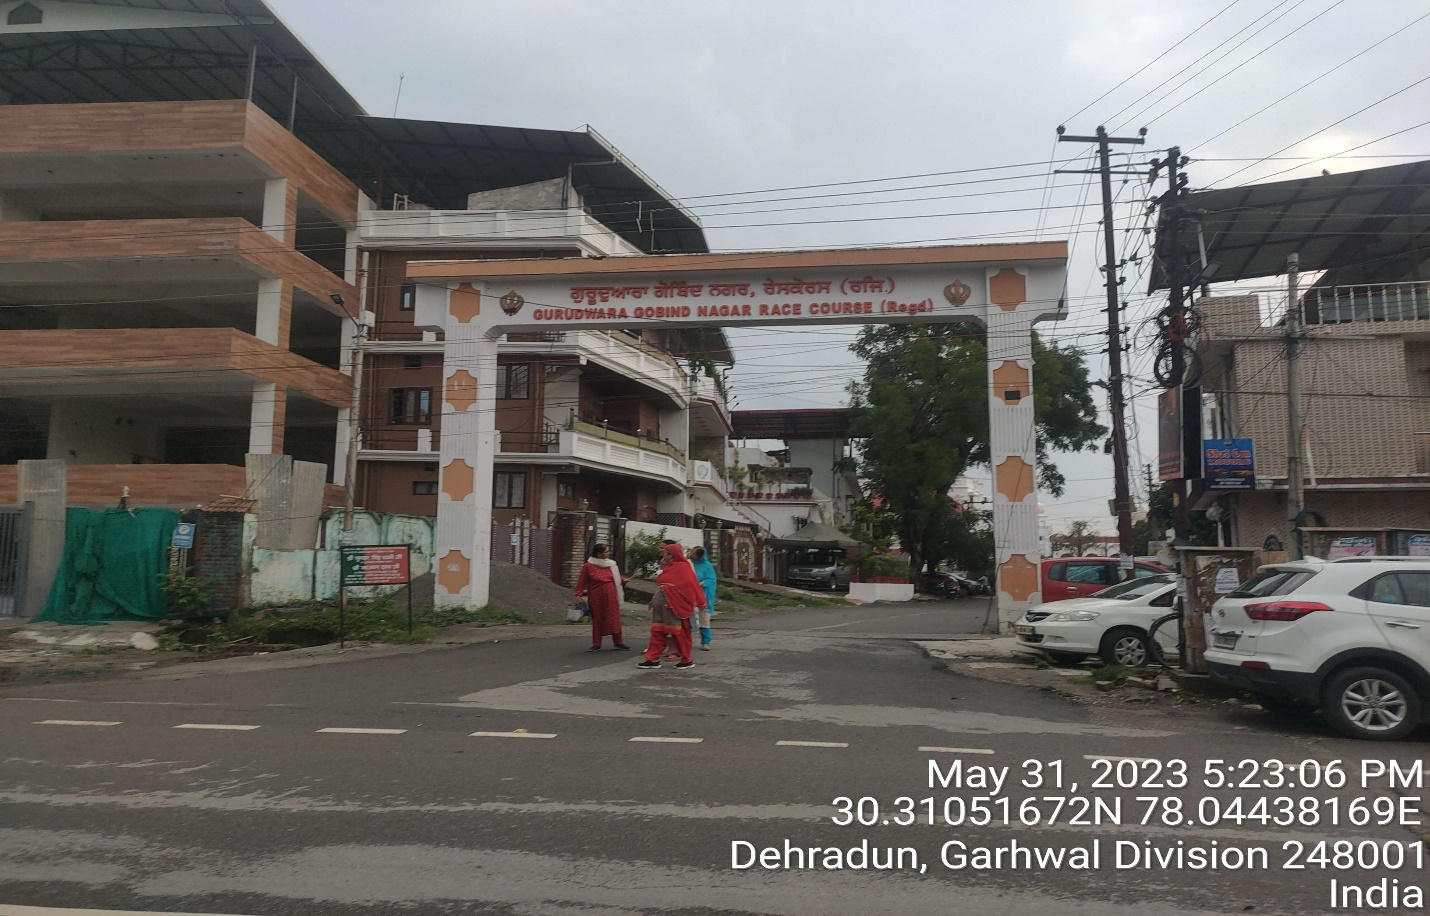 ਗੁਰੂਦੁਆਰਾ ਗੋਬਿੰਦ ਨਗਰ, ਰੇਸਕੋਰਸ (ਰਜਿ.)
GURUDWARA GOBIND NAGAR RACE COURSE (Regd)
May 31, 2023 5:23:06 PM
30.31051672N 78.04438169E
Dehradun, Garhwal Division 248001
India